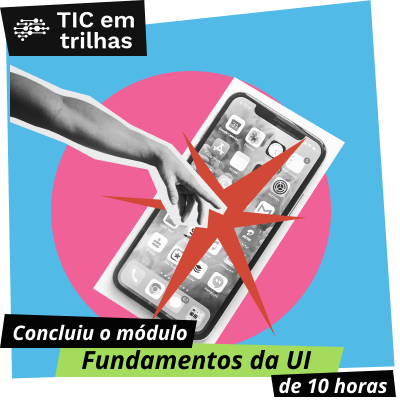 TIC em
trilhas
Concluiu o módulo
Fundamentos da UI
de 10 horas